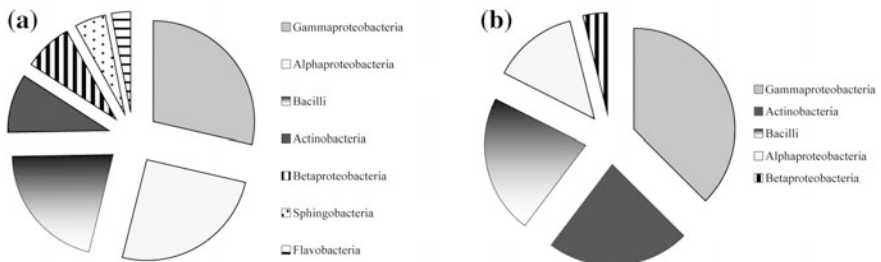 (a)
Gammaproteobacteria
Alphaproteobacteria
Bacilli
Actinobacteria
Betaproteobacteria
Sphingobacteria
Flavobacteria
(b)
Gammaproteobacteria
Actinobacteria
Bacilli
Alphaproteobacteria
Betaproteobacteria